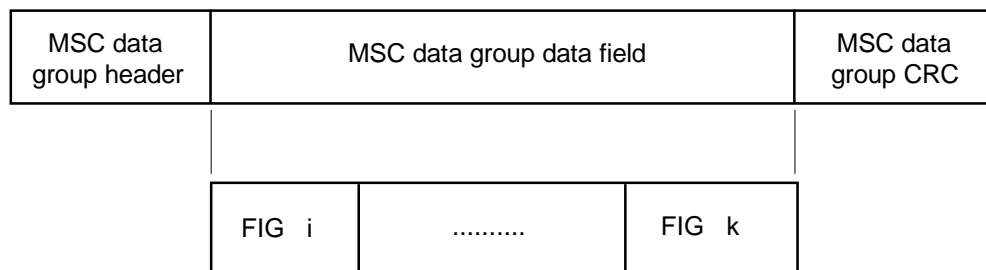 MSC data
group header
MSC data group data field
MSC data
group CRC
FIG i
..........
FIG k